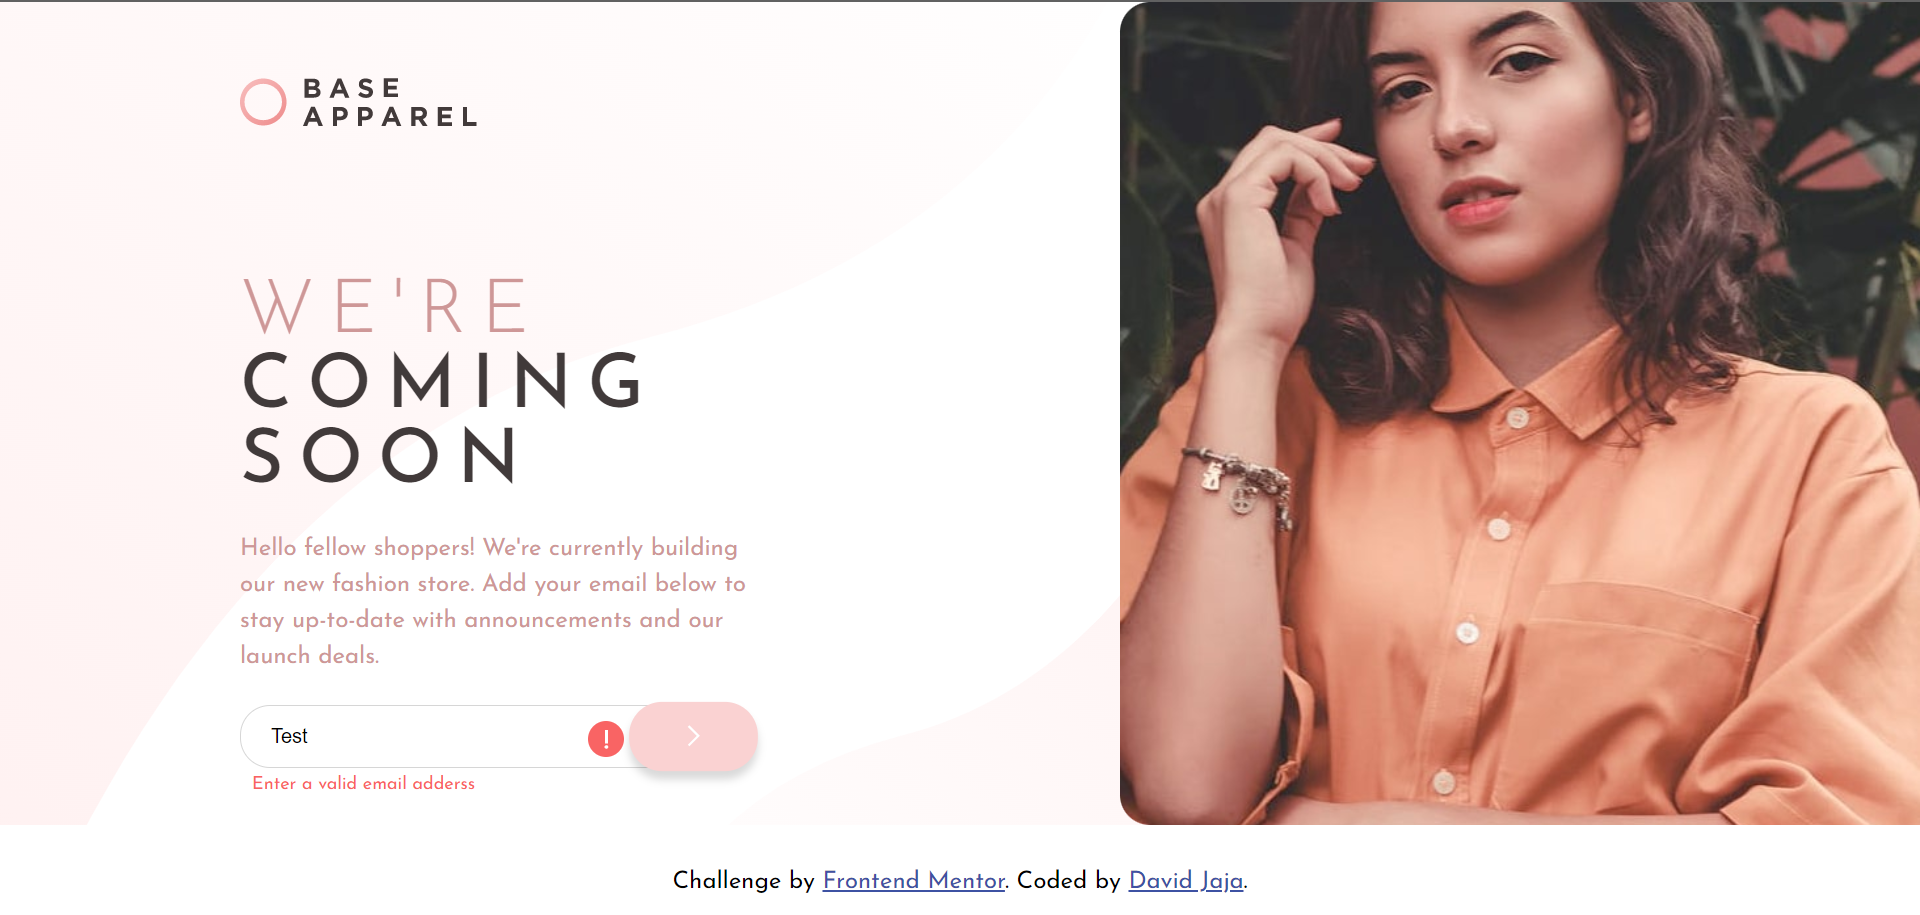 BASE
APPAREL
WE'RE
COMING
SOON
Hello fellow shoppers! We're currently building
our new fashion store. Add your email below to
stay up-to-date with announcements and our
launch deals.
Test
Enter a valid email adderss
Challenge by Frontend Mentor. Coded by David Jaja.